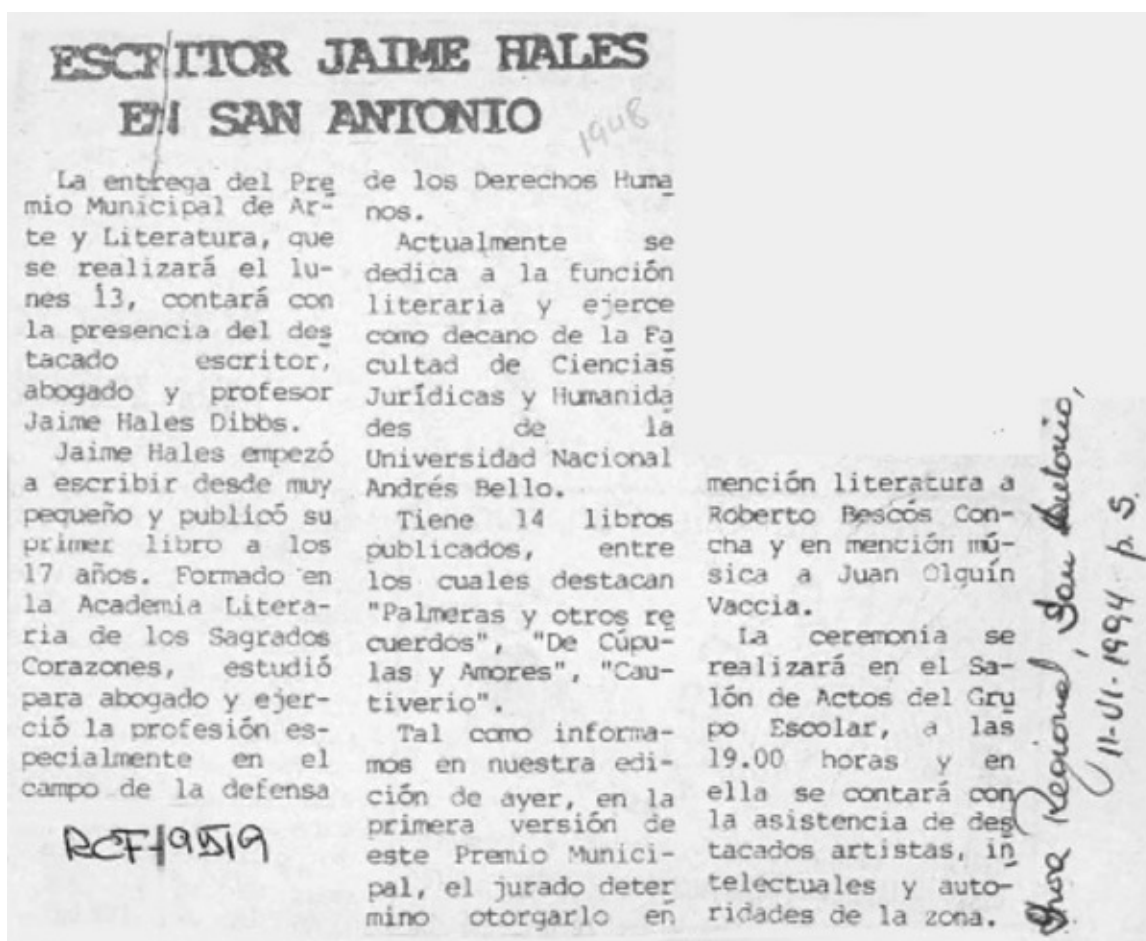 ESCRITOR JAIME HALES
EN SAN ANTONIO
1948
La entrega del Pre
mio Municipal de Ar-
te y Literatura, que
se realizará el lu-
nes 13, contará con
la presencia del des
tacado escritor,
abogado y profesor
Jaime Hales Dibbs.
Jaime Hales empezó
a escribir desde muy
pequeño y publicó su
primer libro a los
17 años. Formado en
la Academia Litera-
ria de los Sagrados
Corazones, estudió
para abogado y ejer-
ció la profesión es-
pecialmente en el
campo de la defensa
RCF19519
de los Derechos Huma
nos.
Actualmente se
dedica a la función
literaria y ejerce
como decano de la Fa
cultad de Ciencias
Jurídicas y Humanida
des de la
Universidad Nacional
Andrés Bello.
Tiene 14 libros
publicados, entre
los cuales destacan
"Palmeras y otros re
cuerdos", "De Cúpu-
las y Amores", "Cau-
tiverio".
Tal como informa-
mos en nuestra edi-
ción de ayer, en la
primera versión de
este Premio Munici-
pal, el jurado deter
mino otorgarlo en
mención literatura a
Roberto Bescós Con-
cha y en mención mú-
sica a Juan Olguín
Vaccia.
La ceremonia se
realizará en el Sa-
lón de Actos del Gru
po Escolar, a las
19.00 horas y en
ella se contará con
la asistencia de des
tacados artistas, in
telectuales y auto-
ridades de la zona.
Regional, San Antonio,
11-VI-1994 p. 5